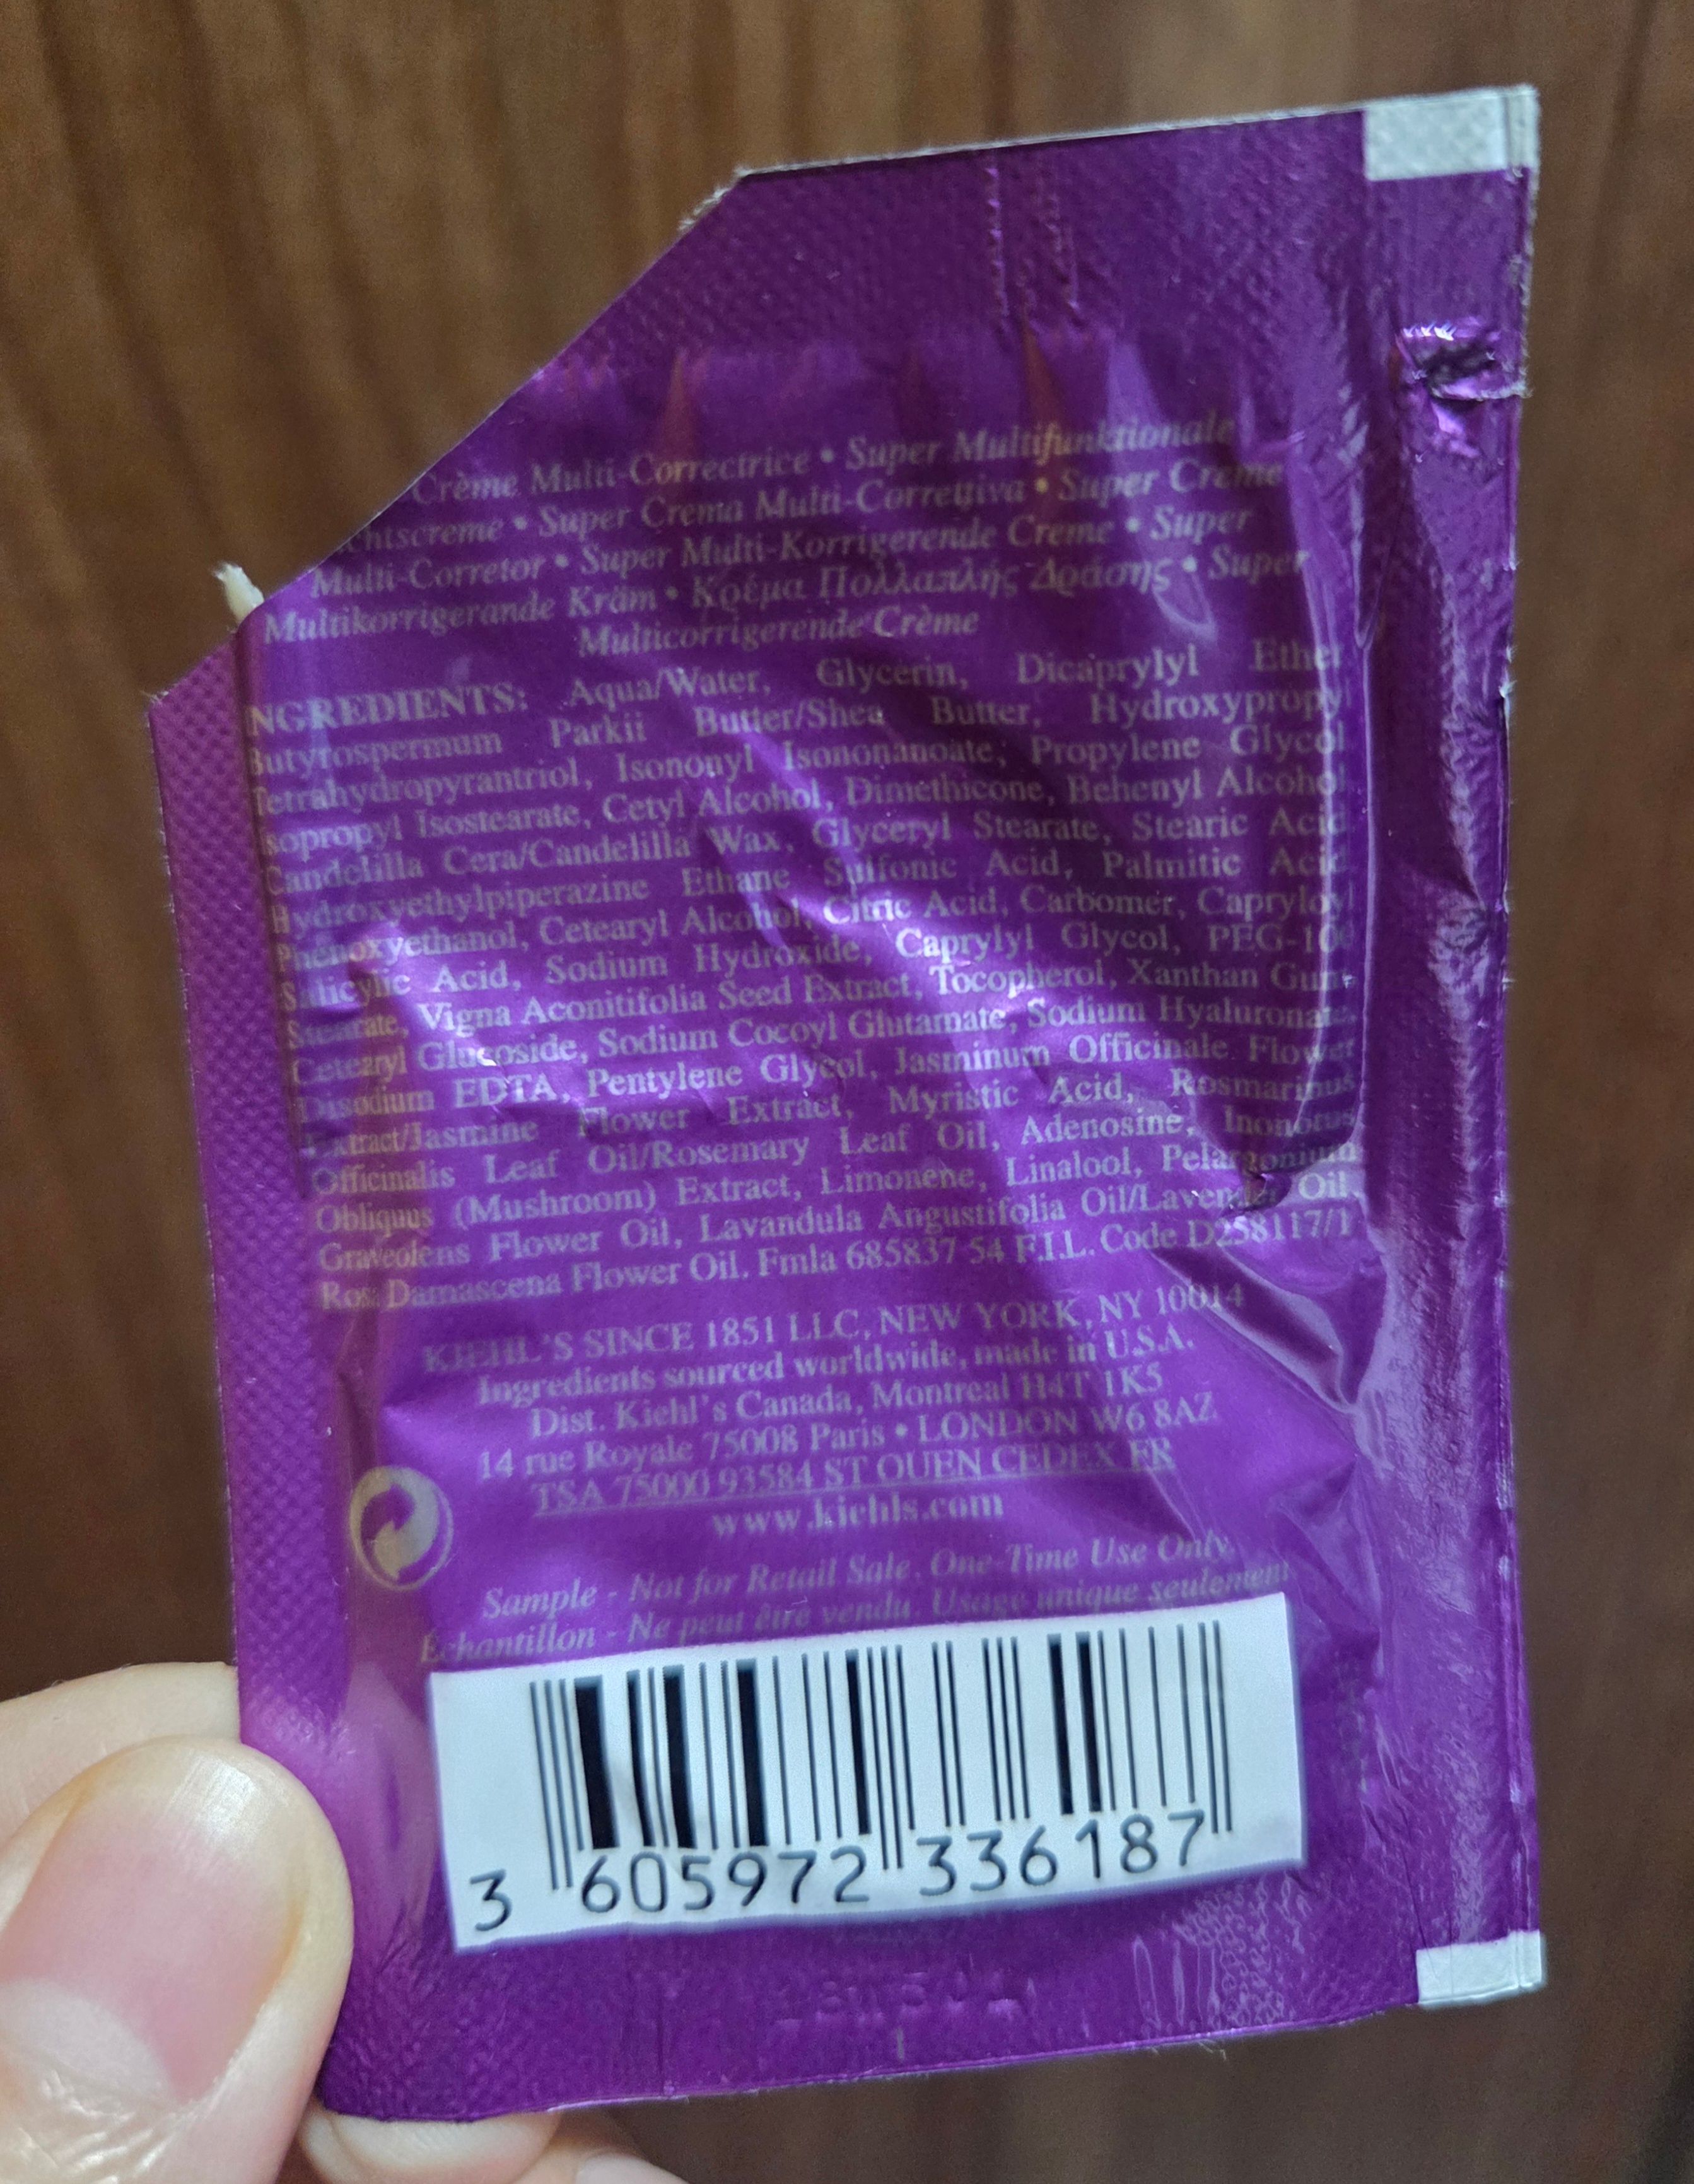 Crème Multi-Correctrice • Super Multifunktionale
chtscreme • Super Crema Multi-Correttiva • Super Creme
Multi-Corretor • Super Multi-Korrigerende Creme • Super
Multikorrigerande Kräm • Κρέμα Πολλαπλής Δράσης • Super
Multicorrigerende Crème
NGREDIENTS: Aqua/Water, Glycerin, Dicaprylyl Ether
Butyrospermum Parkii Butter/Shea Butter, Hydroxypropyl
Tetrahydropyrantriol, Isononyl Isononanoate, Propylene Glycol
sopropyl Isostearate, Cetyl Alcohol, Dimethicone, Behenyl Alcohol
Candelilla Cera/Candelilla Wax, Glyceryl Stearate, Stearic Acid
Hydroxyethylpiperazine Ethane Sulfonic Acid, Palmitic Acid
Phenoxyethanol, Cetearyl Alcohol, Citric Acid, Carbomer, Capryloyl
Salicylic Acid, Sodium Hydroxide, Caprylyl Glycol, PEG-100
Stearate, Vigna Aconitifolia Seed Extract, Tocopherol, Xanthan Gum,
Cetearyl Glucoside, Sodium Cocoyl Glutamate, Sodium Hyaluronate,
Disodium EDTA, Pentylene Glycol, Jasminum Officinale Flower
Extract/Jasmine Flower Extract, Myristic Acid, Rosmarinus
Officinalis Leaf Oil/Rosemary Leaf Oil, Adenosine, Inonotus
Obliquus (Mushroom) Extract, Limonene, Linalool, Pelargonium
Graveolens Flower Oil, Lavandula Angustifolia Oil/Lavender Oil,
Rosa Damascena Flower Oil. Fmla 685837 54 F.I.L. Code D258117/1
KIEHL'S SINCE 1851 LLC, NEW YORK, NY 10014
Ingredients sourced worldwide, made in U.S.A.
Dist. Kiehl's Canada, Montreal H4T 1K5
14 rue Royale 75008 Paris • LONDON W6 8AZ
TSA 75000 93584 ST OUEN CEDEX FR
www.kiehls.com
Sample - Not for Retail Sale. One-Time Use Only.
Échantillon - Ne peut être vendu. Usage unique seulement
3 605972 336187